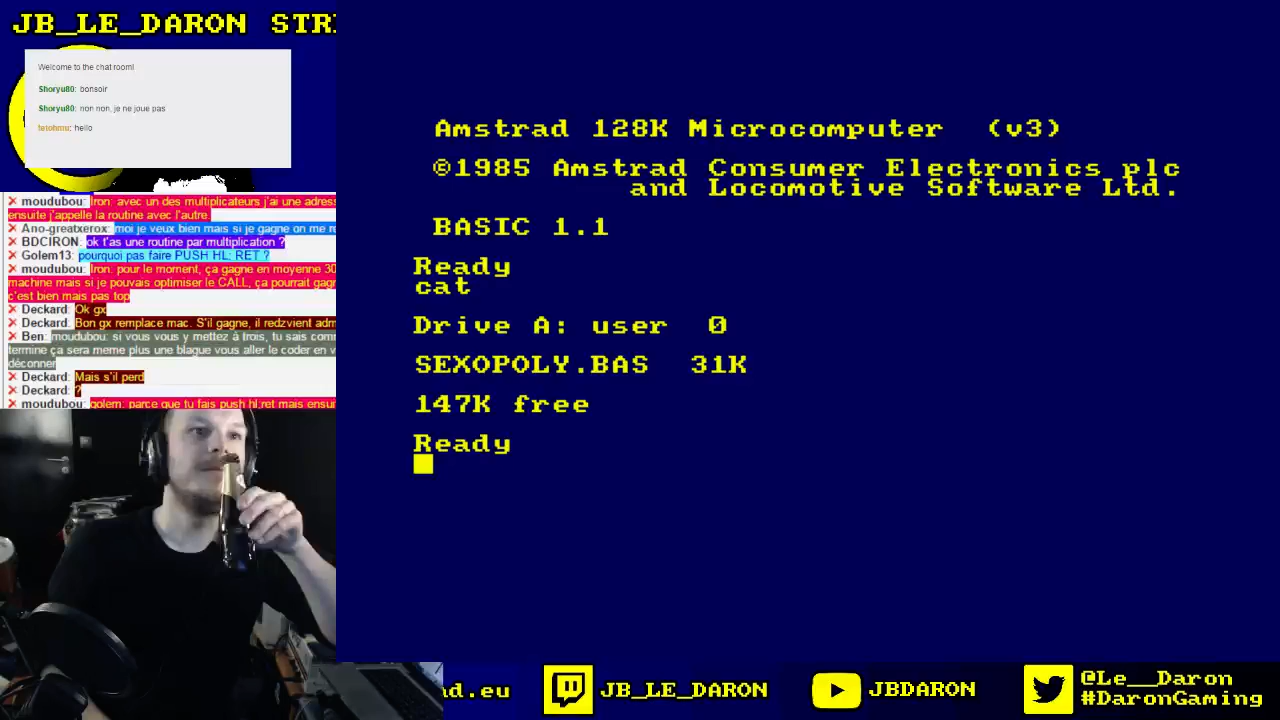 JB_LE_DARON STR
Welcome to the chat room!
Shoryu80: bonsoir
Shoryu80: non non, je ne joue pas
fetohmu: hello
moudubou: Iron: avec un des multiplicateurs j'ai une adress
ensuite j'appelle la routine avec l'autre.
Ano-greatxerox: moi je veux bien mais si je gagne on me re
BDCIRON: ok t'as une routine par multiplication ?
Golem13: pourquoi pas faire PUSH HL: RET ?
moudubou: Iron: pour le moment, ça gagne en moyenne 30
machine mais si je pouvais optimiser le CALL, ça pourrait gag
c'est bien mais pas top
Deckard: Ok gx
Deckard: Bon gx remplace mac. S'il gagne, il redzvient adm
Ben: moudubou: si vous vous y mettez à trois, tu sais com
termine ça sera meme plus une blague vous aller le coder en v
déconner
Deckard: Mais s'il perd
Deckard: ?
moudubou: golem: parce que tu fais push hl;ret mais ensui
Amstrad 128K Microcomputer (v3)
©1985 Amstrad Consumer Electronics plc
and Locomotive Software Ltd.
BASIC 1.1
Ready
cat
Drive A: user 0
SEXOPOLY.BAS 31K
147K free
Ready
ad.eu
JB_LE_DARON
JBDARON
@Le__Daron
#DaronGaming